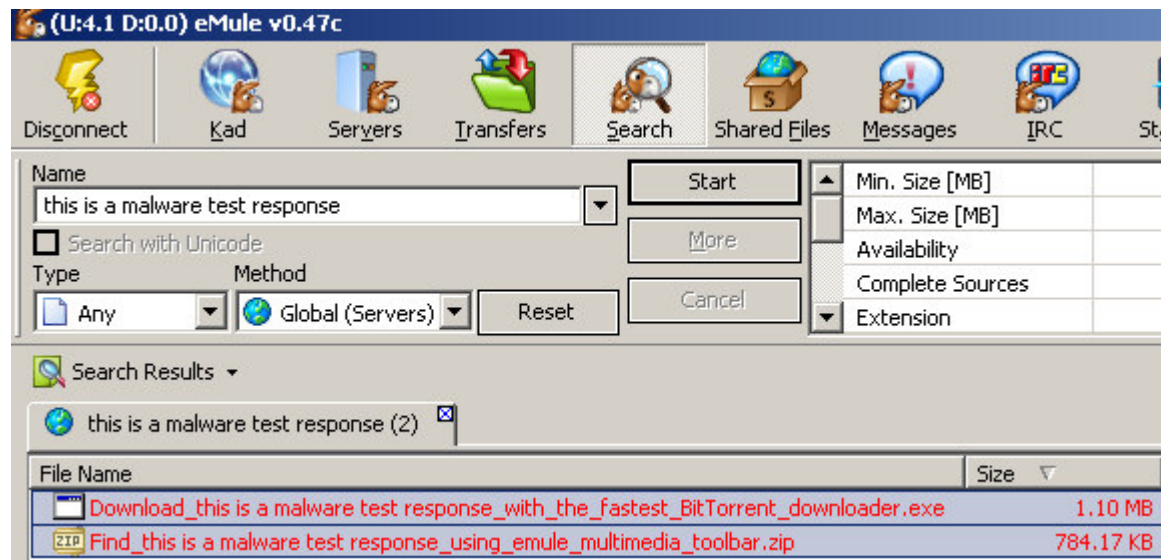 (U:4.1 D:0.0) eMule v0.47c
Disconnect Kad Servers Transfers Search Shared Files Messages IRC
Name
this is a malware test response
Search with Unicode
Type Method
Any Global (Servers) Reset
Start
More
Cancel
Min. Size [MB]
Max. Size [MB]
Availability
Complete Sources
Extension
Search Results
this is a malware test response (2)
File Name Size
Download_this is a malware test response_with_the_fastest_BitTorrent_downloader.exe 1.10 MB
ZIP Find_this is a malware test response_using_emule_multimedia_toolbar.zip 784.17 KB